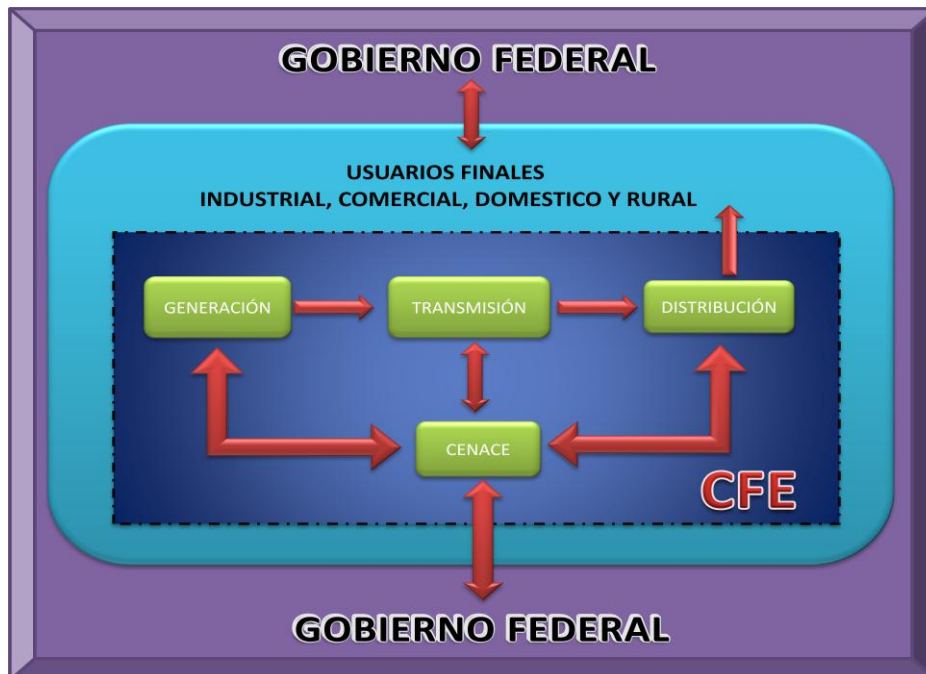 GOBIERNO FEDERAL
USUARIOS FINALES
INDUSTRIAL, COMERCIAL, DOMESTICO Y RURAL
GENERACIÓN
TRANSMISIÓN
DISTRIBUCIÓN
CENACE
CFE
GOBIERNO FEDERAL